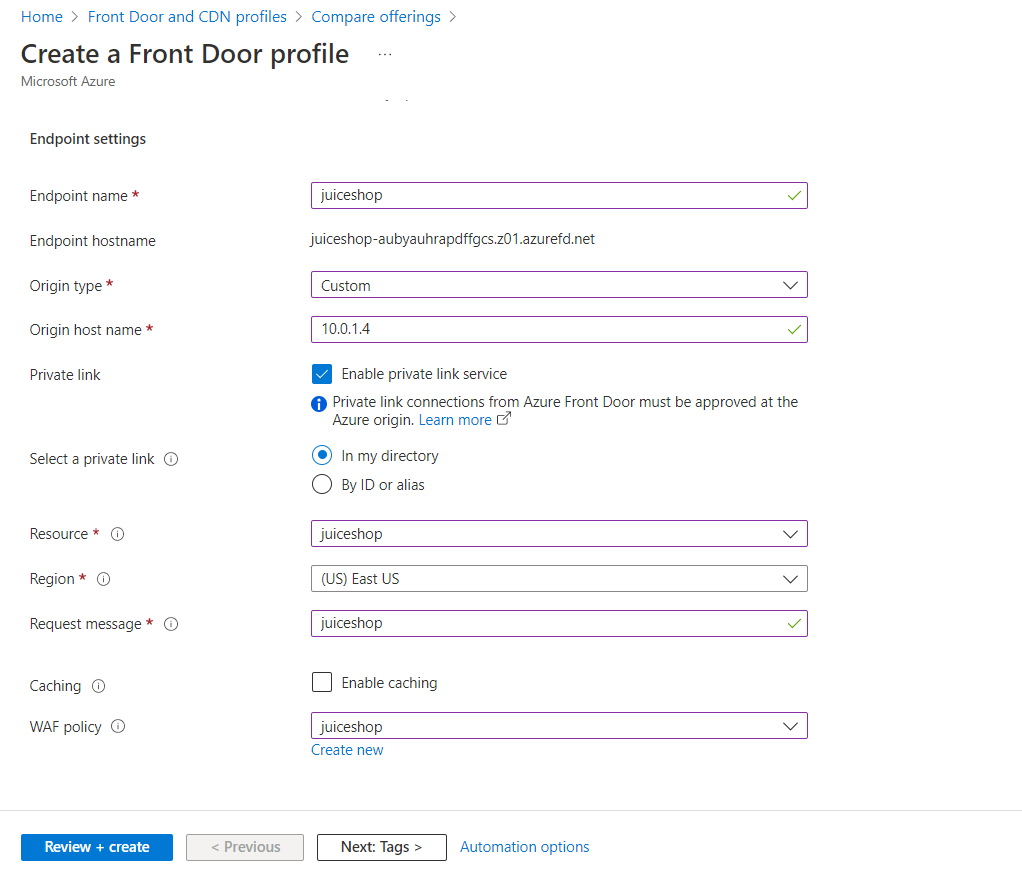 Home > Front Door and CDN profiles > Compare offerings >
Create a Front Door profile ...
Microsoft Azure
Endpoint settings
Endpoint name * juiceshop
Endpoint hostname juiceshop-aubyauhrapdffgcs.z01.azurefd.net
Origin type * Custom
Origin host name * 10.0.1.4
Private link Enable private link service
Private link connections from Azure Front Door must be approved at the
Azure origin. Learn more
Select a private link In my directory
By ID or alias
Resource * juiceshop
Region * (US) East US
Request message * juiceshop
Caching Enable caching
WAF policy juiceshop
Create new
Review + create < Previous Next: Tags > Automation options